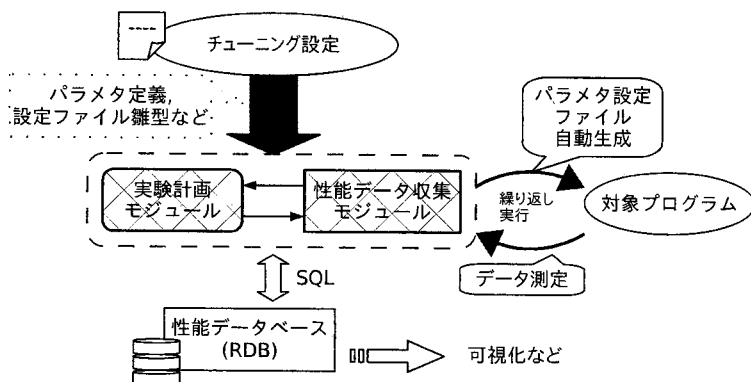 チューニング設定
パラメタ定義,
設定ファイル雛型など
パラメタ設定
ファイル
自動生成
実験計画
モジュール
性能データ収集
モジュール
繰り返し
実行
対象プログラム
データ測定
SQL
性能データベース
(RDB)
可視化など